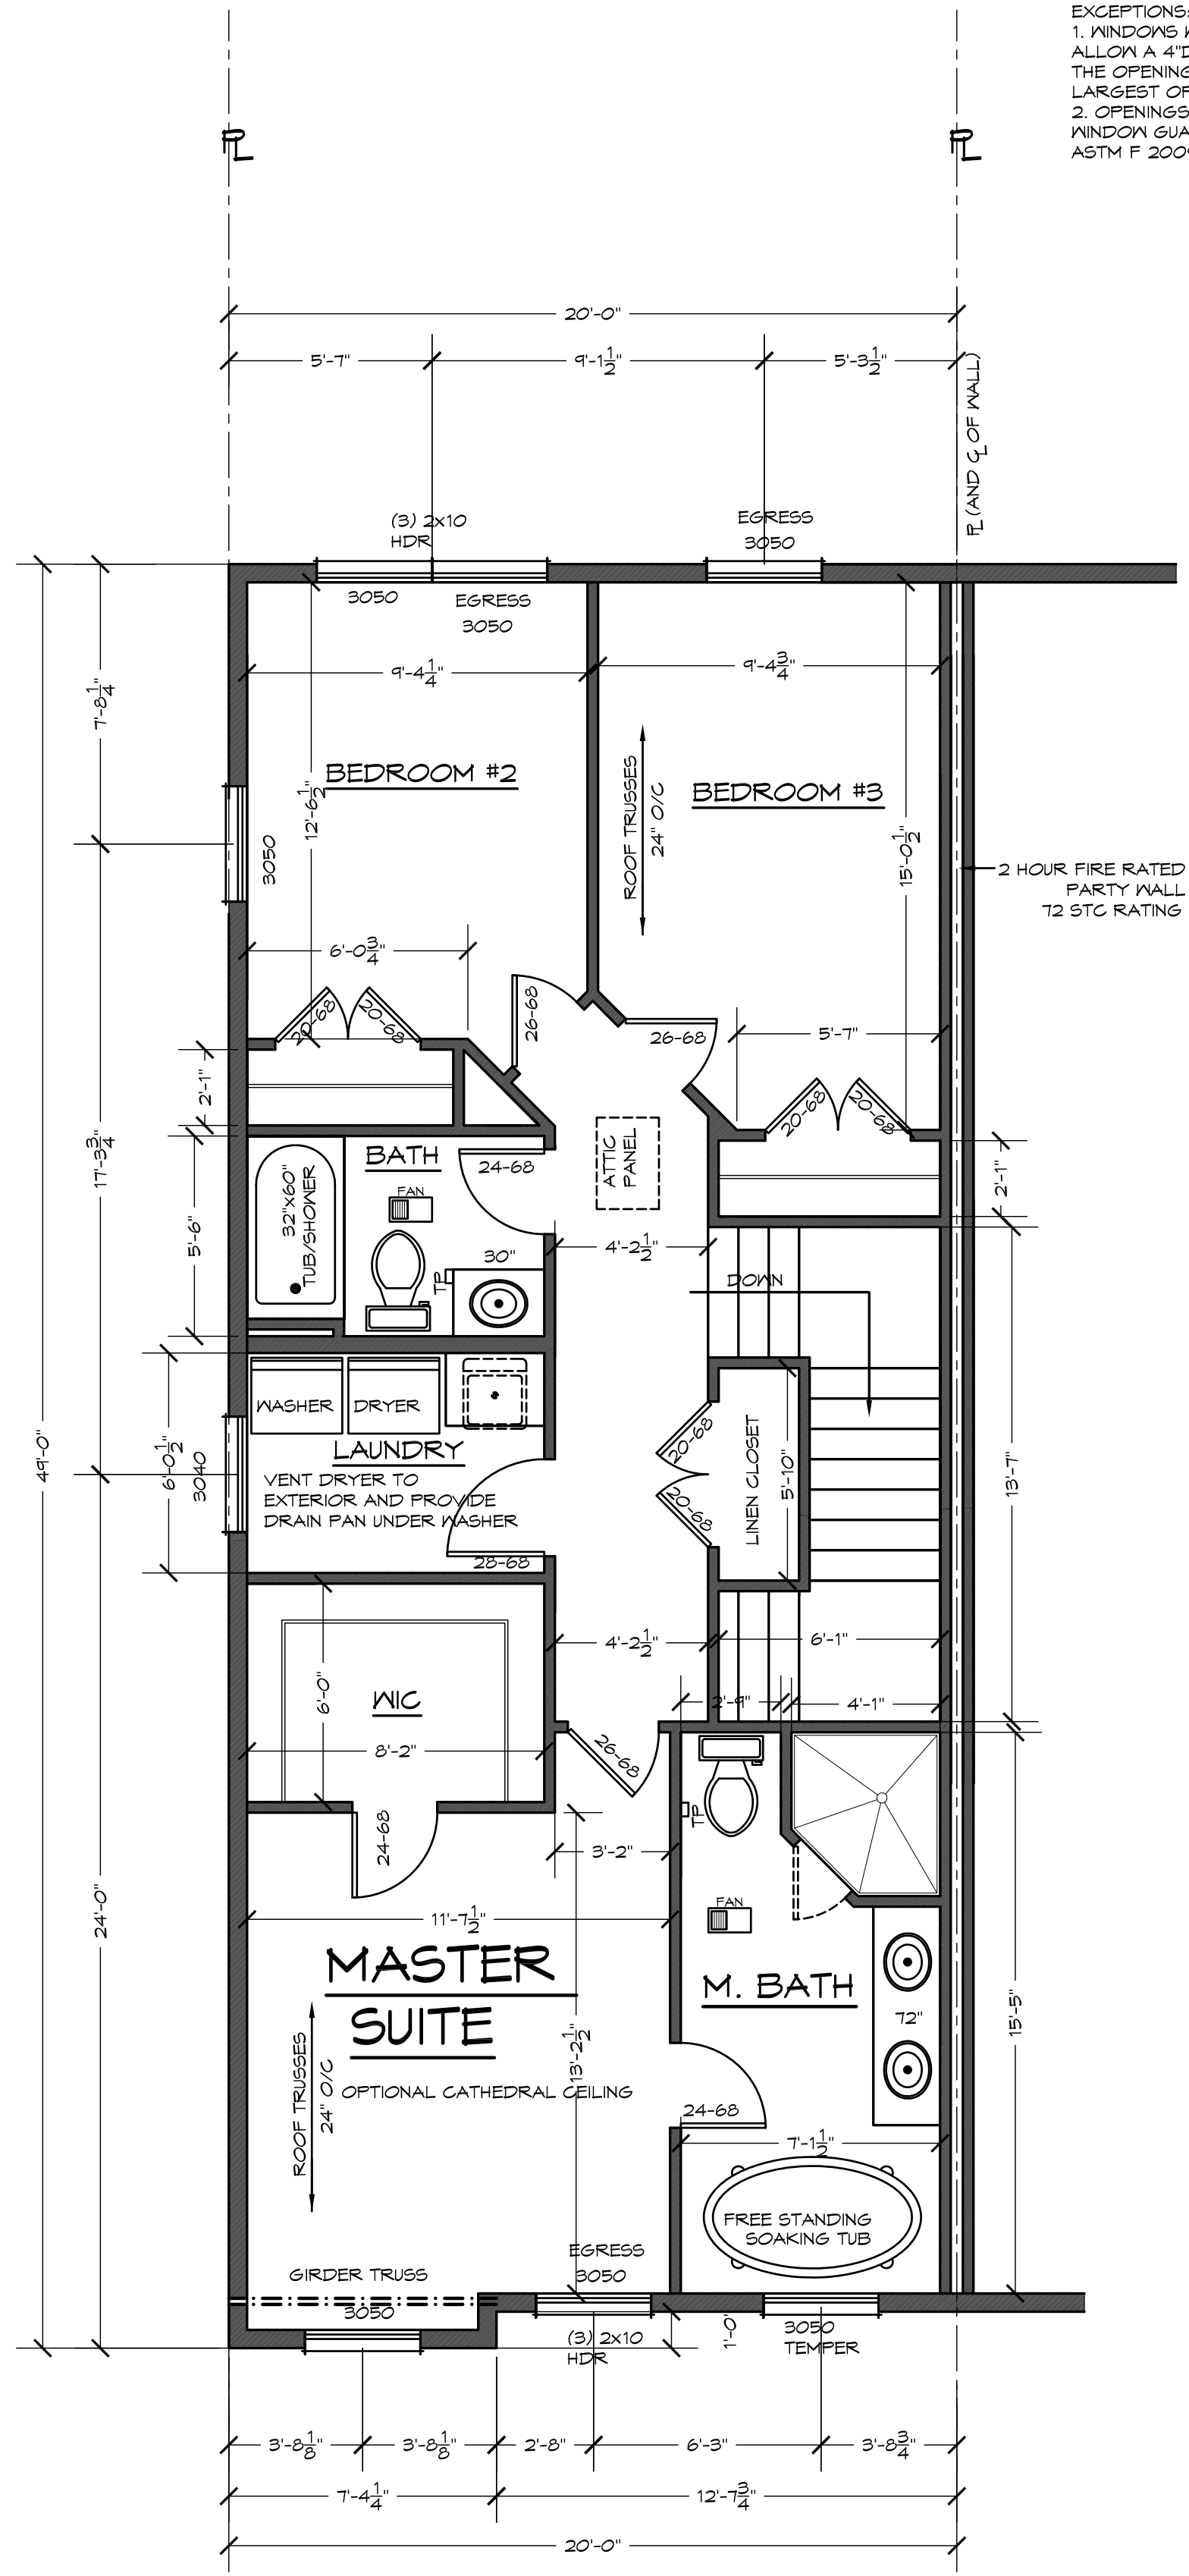 EXCEPTIONS:
1. WINDOWS
ALLOW A 4"D
THE OPENING
LARGEST OF
2. OPENINGS
WINDOW GUA
ASTM F 2009
PL
PL
20'-0"
5'-7"
9'-1 1/2"
5'-3 1/2"
PL (AND CL OF WALL)
(3) 2x10
HDR
EGRESS
3050
3050
EGRESS
3050
9'-4 1/4"
9'-4 3/4"
7'-8 1/4"
BEDROOM #2
12'-6 1/2"
BEDROOM #3
ROOF TRUSSES
24" O/C
15'-0 1/2"
3050
2 HOUR FIRE RATED
PARTY WALL
72 STC RATING
6'-0 3/4"
20-68
20-68
26-68
26-68
5'-7"
2'-1"
20-68
20-68
17'-3 3/4"
BATH
24-68
ATTIC
PANEL
2'-1"
32"x60"
TUB/SHOWER
FAN
5'-6"
30"
TP
4'-2 1/2"
DOWN
WASHER
DRYER
LAUNDRY
VENT DRYER TO
EXTERIOR AND PROVIDE
DRAIN PAN UNDER WASHER
28-68
6'-0 1/2"
3040
49'-0"
20-68
20-68
LINEN CLOSET
5'-10"
13'-7"
4'-2 1/2"
6'-1"
2'-9"
4'-1"
WIC
6'-0"
8'-2"
26-68
24-68
TP
3'-2"
24'-0"
11'-7 1/2"
FAN
MASTER
SUITE
M. BATH
72"
15'-5"
13'-2 1/2"
ROOF TRUSSES
24" O/C
OPTIONAL CATHEDRAL CEILING
24-68
7'-1 1/2"
FREE STANDING
SOAKING TUB
EGRESS
3050
GIRDER TRUSS
3050
(3) 2x10
HDR
1'-0"
3050
TEMPER
3'-8 1/8"
3'-8 1/8"
2'-8"
6'-3"
3'-8 3/4"
7'-4 1/4"
12'-7 3/4"
20'-0"